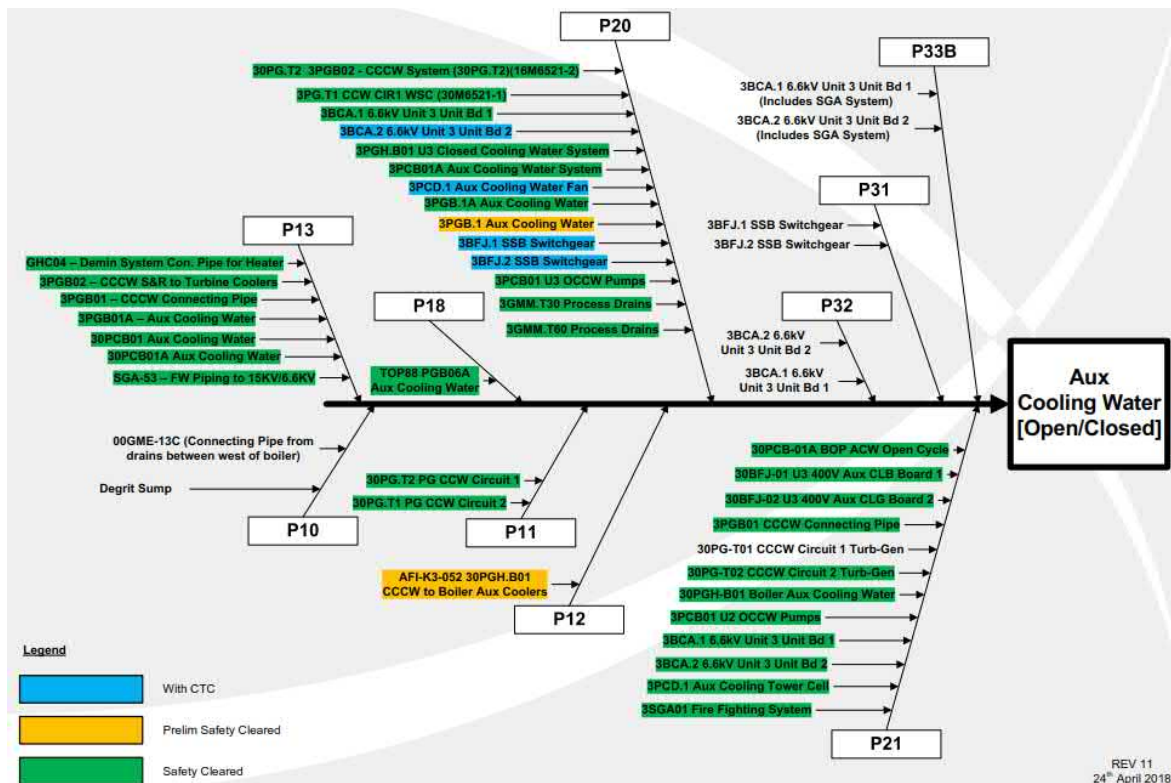 P20
30PG.T2 3PGB02 - CCCW System (30PG.T2)(16M6521-2)
3PG.T1 CCW CIR1 WSC (30M6521-1)
3BCA.1 6.6kV Unit 3 Unit Bd 1
3BCA.2 6.6kV Unit 3 Unit Bd 2
3PGH.B01 U3 Closed Cooling Water System
3PCB01A Aux Cooling Water System
3PCD.1 Aux Cooling Water Fan
3PGB.1A Aux Cooling Water
3PGB.1 Aux Cooling Water
3BFJ.1 SSB Switchgear
3BFJ.2 SSB Switchgear
3PCB01 U3 OCCW Pumps
3GMM.T30 Process Drains
3GMM.T60 Process Drains
P33B
3BCA.1 6.6kV Unit 3 Unit Bd 1
(Includes SGA System)
3BCA.2 6.6kV Unit 3 Unit Bd 2
(Includes SGA System)
P31
3BFJ.1 SSB Switchgear
3BFJ.2 SSB Switchgear
P13
GHC04 – Demin System Con. Pipe for Heater
3PGB02 – CCCW S&R to Turbine Coolers
3PGB01 – CCCW Connecting Pipe
3PGB01A – Aux Cooling Water
30PCB01 Aux Cooling Water
30PCB01A Aux Cooling Water
SGA-53 – FW Piping to 15KV/6.6KV
P18
TOP88 PGB06A
Aux Cooling Water
P32
3BCA.2 6.6kV
Unit 3 Unit Bd 2
3BCA.1 6.6kV
Unit 3 Unit Bd 1
Aux
Cooling Water
[Open/Closed]
00GME-13C (Connecting Pipe from
drains between west of boiler)
Degrit Sump
P10
30PG.T2 PG CCW Circuit 1
30PG.T1 PG CCW Circuit 2
P11
AFI-K3-052 30PGH.B01
CCCW to Boiler Aux Coolers
P12
30PCB-01A BOP ACW Open Cycle
30BFJ-01 U3 400V Aux CLB Board 1
30BFJ-02 U3 400V Aux CLG Board 2
3PGB01 CCCW Connecting Pipe
30PG-T01 CCCW Circuit 1 Turb-Gen
30PG-T02 CCCW Circuit 2 Turb-Gen
30PGH-B01 Boiler Aux Cooling Water
3PCB01 U2 OCCW Pumps
3BCA.1 6.6kV Unit 3 Unit Bd 1
3BCA.2 6.6kV Unit 3 Unit Bd 2
3PCD.1 Aux Cooling Tower Cell
3SGA01 Fire Fighting System
P21
Legend
With CTC
Prelim Safety Cleared
Safety Cleared
REV 11
24th April 2018